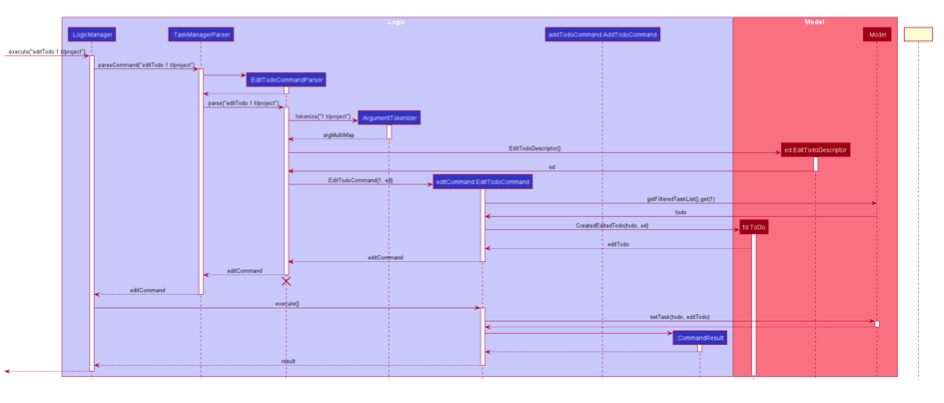 Logic
Model
LogicManager
TaskManagerParser
addTodoCommand:AddTodoCommand
Model
execute("editTodo 1 t/project")
parseCommand("editTodo 1 t/project")
EditTodoCommandParser
parse("editTodo 1 t/project")
tokenize("1 t/project")
ArgumentTokenizer
argMultiMap
EditTodoDescriptor()
ed:EditTodoDescriptor
ed
EditTodoCommand(1, ed)
editCommand:EditTodoCommand
getFilteredTaskList().get(1)
todo
CreatedEditedTodo(todo, ed)
td:ToDo
editTodo
editCommand
editCommand
editCommand
execute()
setTask(todo, editTodo)
CommandResult
result